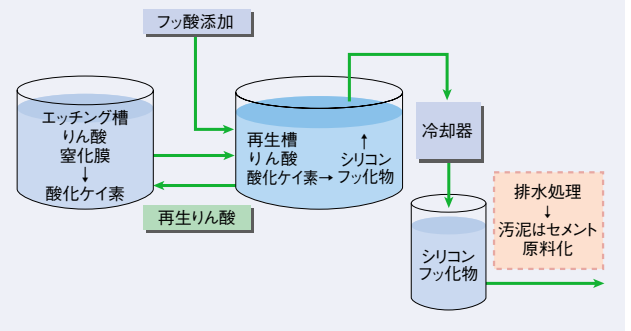 フッ酸添加
エッチング槽
りん酸
窒化膜
↓
酸化ケイ素
再生槽
りん酸
酸化ケイ素→
↑
シリコン
フッ化物
再生りん酸
冷却器
シリコン
フッ化物
排水処理
↓
汚泥はセメント
原料化